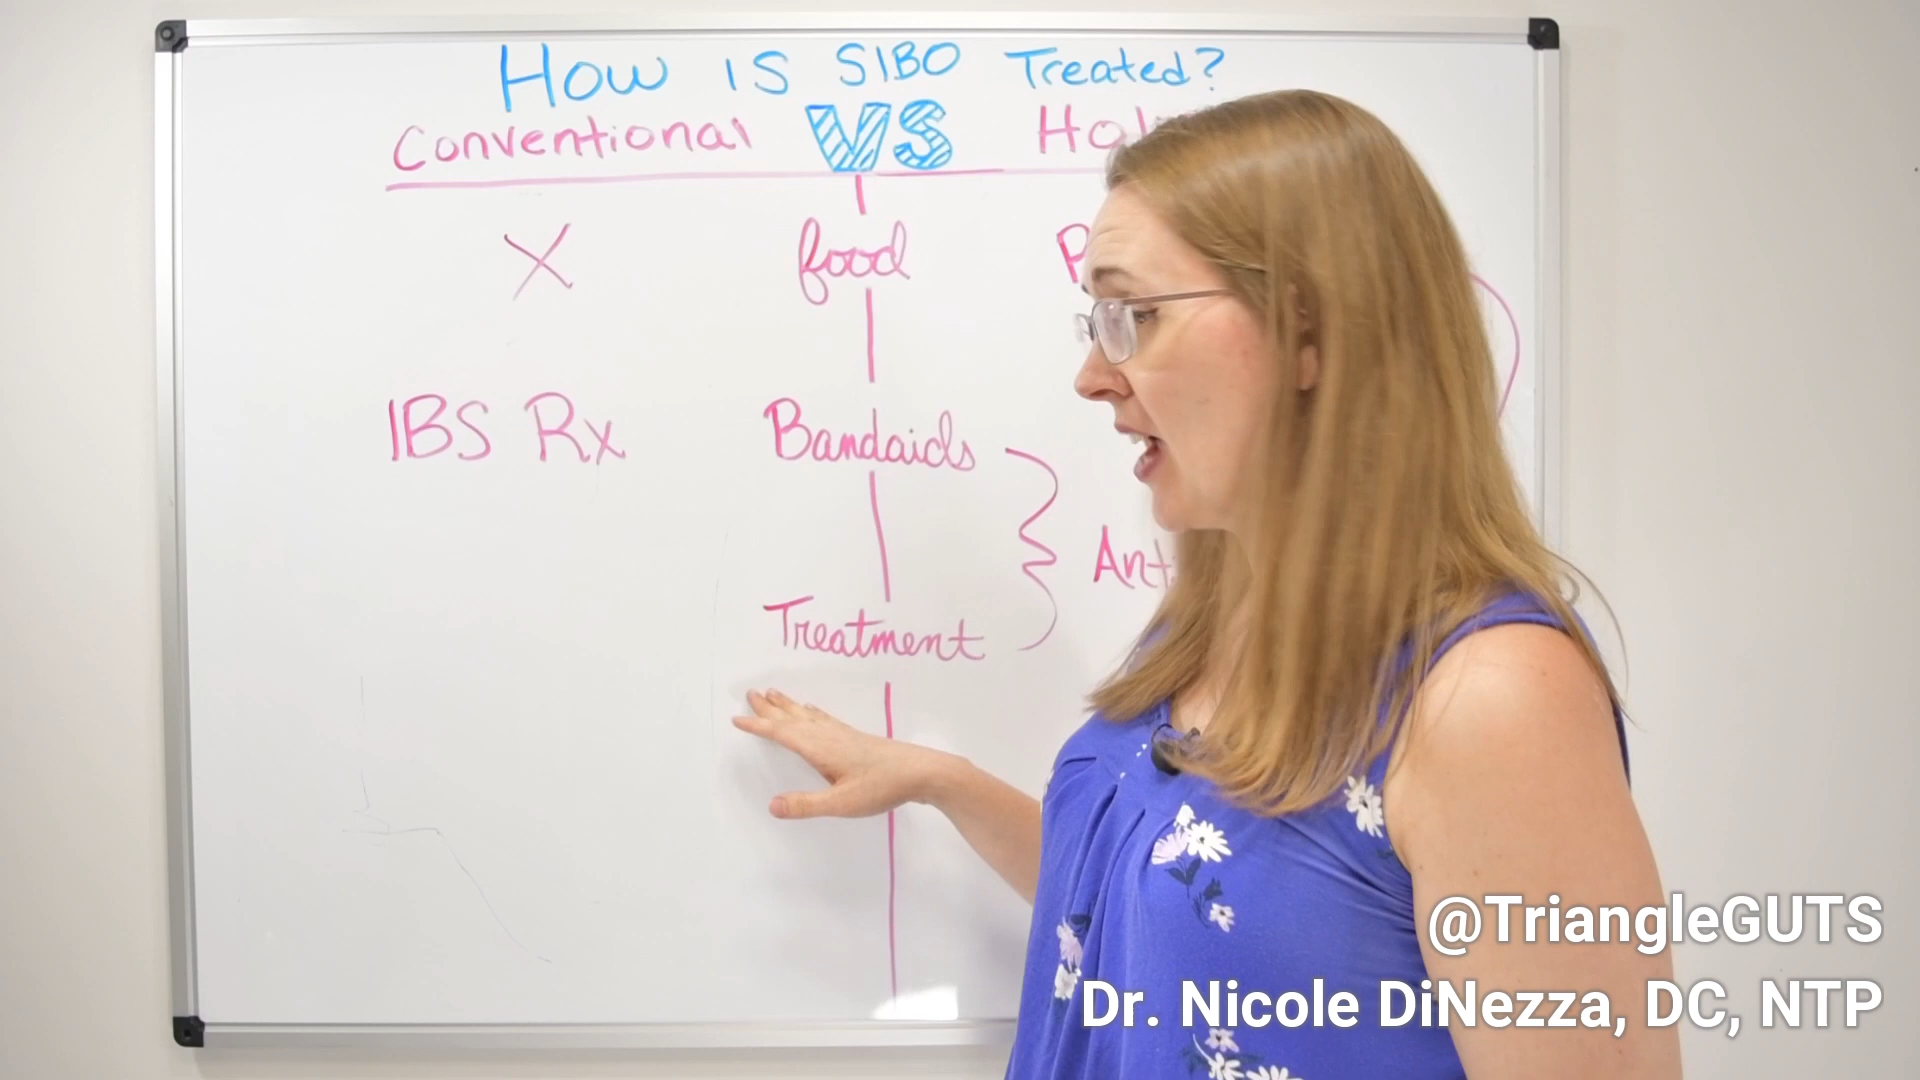 How is SIBO Treated?
Conventional VS
X food
IBS Rx Bandaids
Treatment
@TriangleGUTS
Dr. Nicole DiNezza, DC, NTP